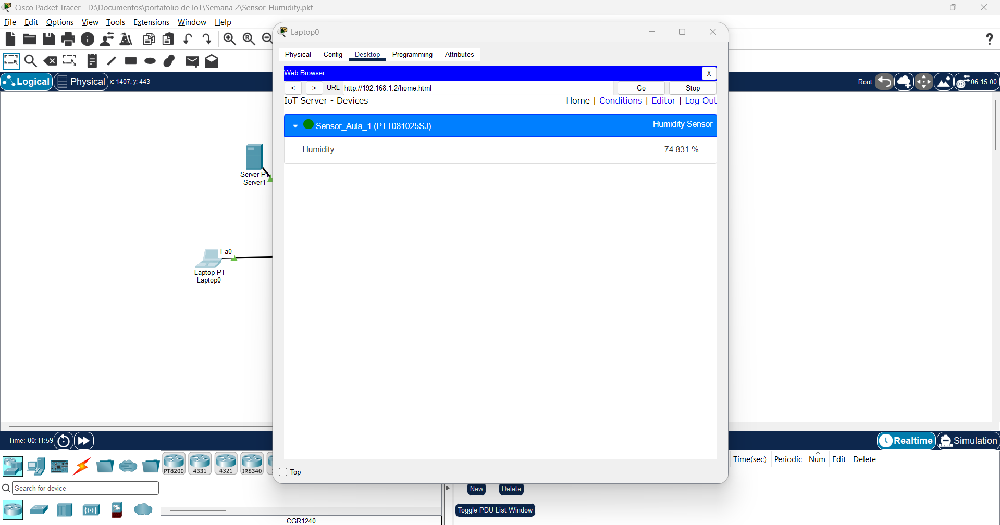 Cisco Packet Tracer - D:\Documentos\portafolio de IoT\Semana 2\Sensor_Humidity.pkt
File Edit Options View Tools Extensions Window Help
Laptop0
Physical Config Desktop Programming Attributes
Web Browser X
< > URL http://192.168.1.2/home.html Go Stop
IoT Server - Devices Home | Conditions | Editor | Log Out
Sensor_Aula_1 (PTT081025SJ) Humidity Sensor
Humidity 74.831 %
Top
Logical Physical x: 1407, y: 443 Root 06:15:00
Server-PT
Server1
Fa0
Laptop-PT
Laptop0
Time: 00:11:59 Realtime Simulation
PT8200 4331 4321 IR8340
Search for device
CGR1240
New Delete
Toggle PDU List Window
Time(sec) Periodic Num Edit Delete